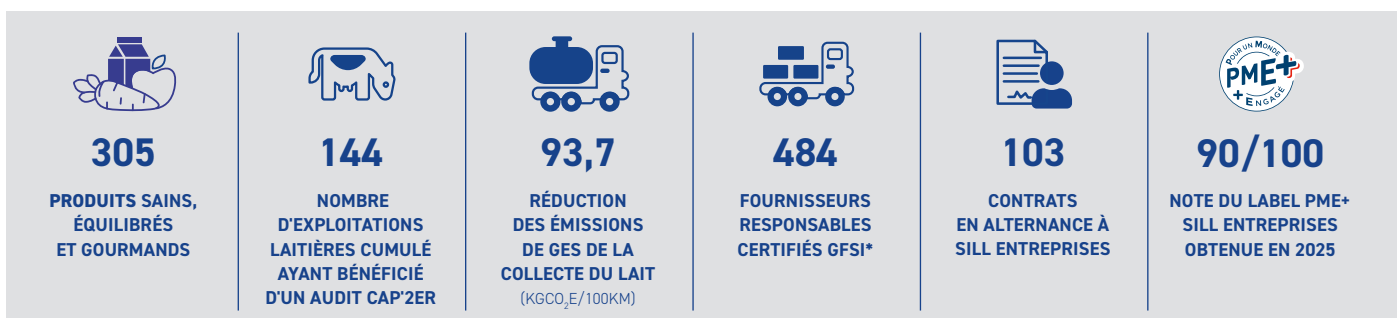 305
PRODUITS SAINS,
ÉQUILIBRÉS
ET GOURMANDS
144
NOMBRE
D'EXPLOITATIONS
LAITIÈRES CUMULÉ
AYANT BÉNÉFICIÉ
D'UN AUDIT CAP'2ER
93,7
RÉDUCTION
DES ÉMISSIONS
DE GES DE LA
COLLECTE DU LAIT
(KGCO₂E/100KM)
484
FOURNISSEURS
RESPONSABLES
CERTIFIÉS GFSI*
103
CONTRATS
EN ALTERNANCE À
SILL ENTREPRISES
POUR UN MONDE
PME+
+ ENGAGÉ
90/100
NOTE DU LABEL PME+
SILL ENTREPRISES
OBTENUE EN 2025